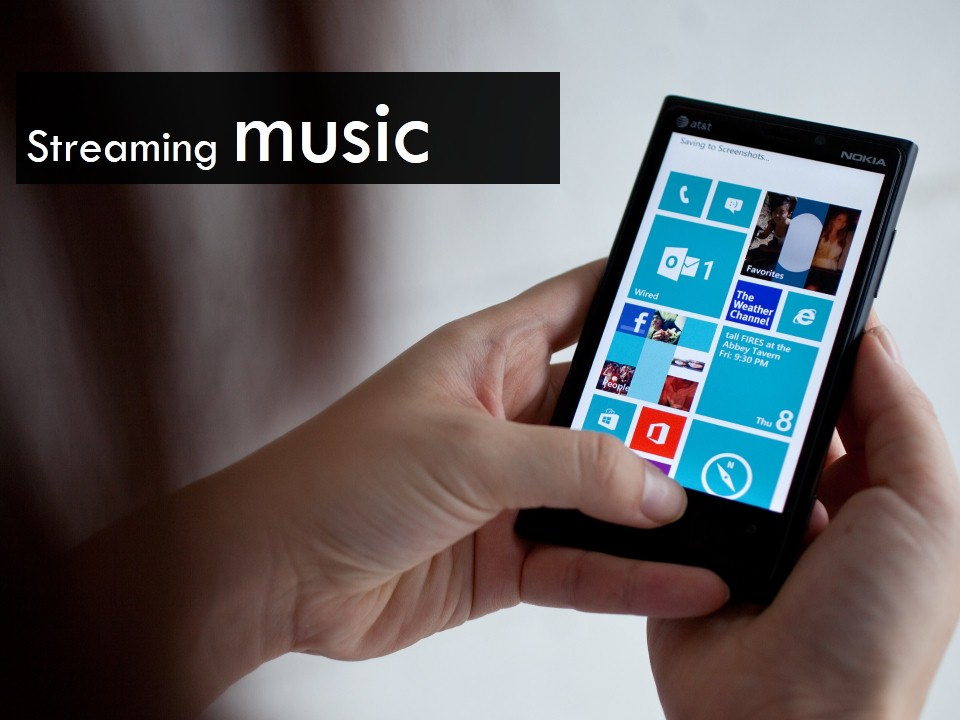 Streaming music
at&t
NOKIA
Saving to Screenshots...
Favorites
1
Wired
The
Weather
Channel
tall FIRES at the
Abbey Tavern
Fri: 9:30 PM
People
Thu 8
N